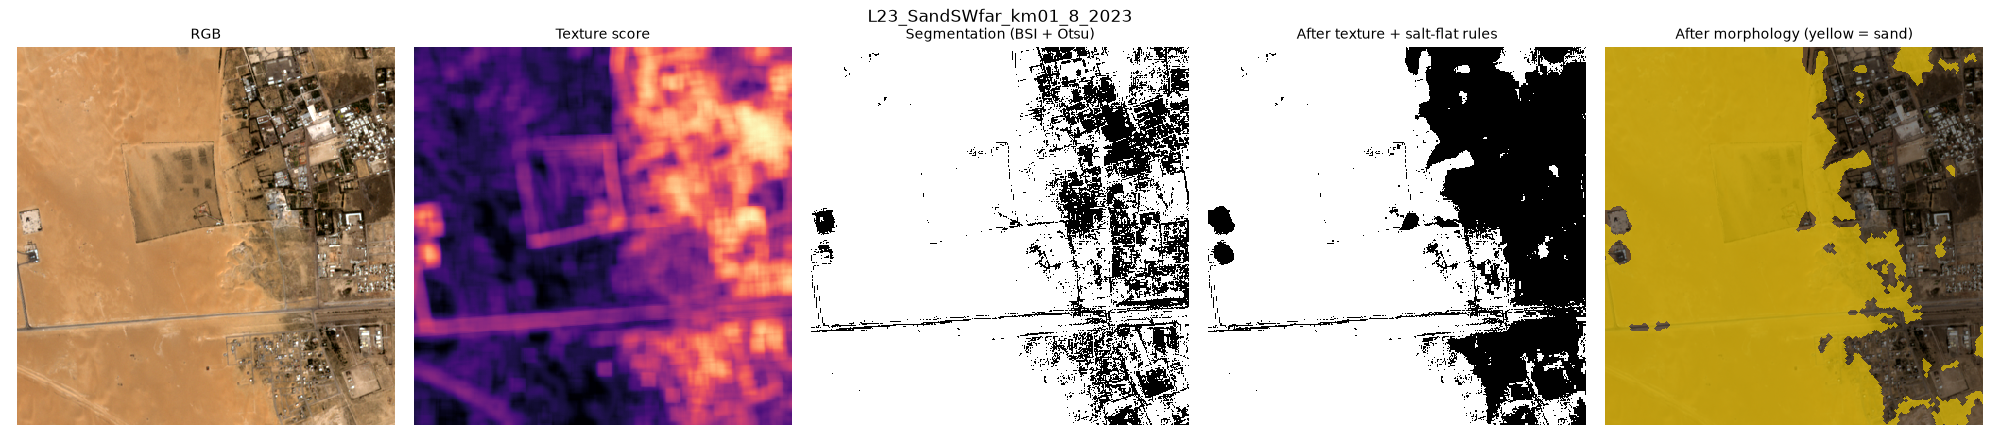 L23_SandSWfar_km01_8_2023
RGB
Texture score
Segmentation (BSI + Otsu)
After texture + salt-flat rules
After morphology (yellow = sand)